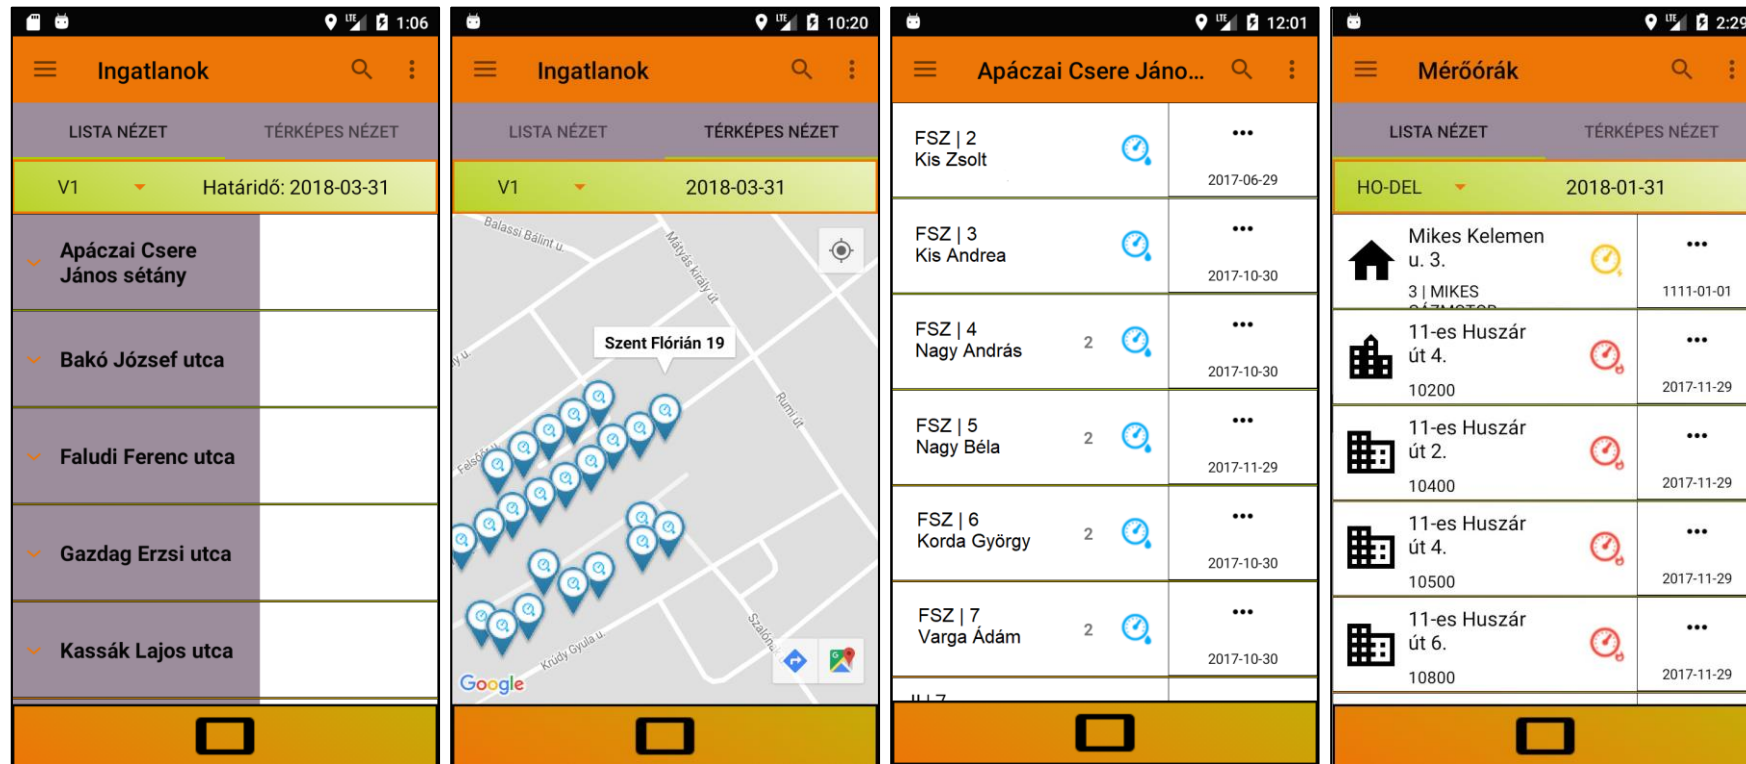 LTE 1:06
Ingatlanok
LISTA NÉZET TÉRKÉPES NÉZET
V1 Határidő: 2018-03-31
Apáczai Csere
János sétány
Bakó József utca
Faludi Ferenc utca
Gazdag Erzsi utca
Kassák Lajos utca
LTE 10:20
Ingatlanok
LISTA NÉZET TÉRKÉPES NÉZET
V1 2018-03-31
Balassi Bálint u.
Mátyás király út
Szent Flórián 19
Rumi út
Krúdy Gyula u.
Google
LTE 12:01
Apáczai Csere Jáno...
FSZ | 2
Kis Zsolt
2017-06-29
FSZ | 3
Kis Andrea
2017-10-30
FSZ | 4
Nagy András 2
2017-10-30
FSZ | 5
Nagy Béla 2
2017-11-29
FSZ | 6
Korda György 2
2017-10-30
FSZ | 7
Varga Ádám 2
2017-10-30
LTE 2:29
Mérőórák
LISTA NÉZET TÉRKÉPES NÉZET
HO-DEL 2018-01-31
Mikes Kelemen
u. 3.
3 | MIKES
1111-01-01
11-es Huszár
út 4.
10200
2017-11-29
11-es Huszár
út 2.
10400
2017-11-29
11-es Huszár
út 4.
10500
2017-11-29
11-es Huszár
út 6.
10800
2017-11-29